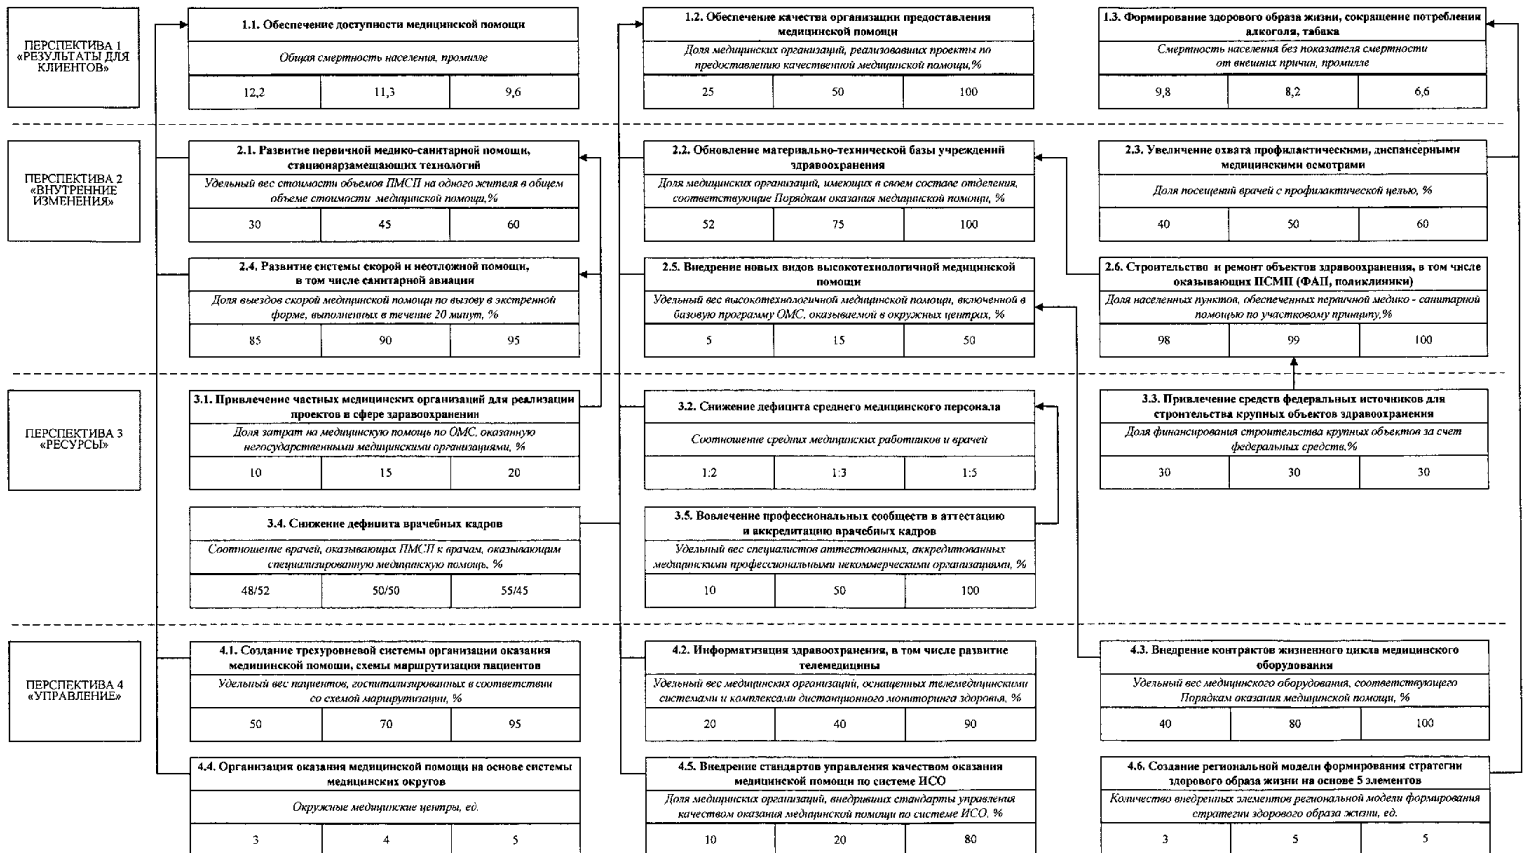 ПЕРСПЕКТИВА 1
«РЕЗУЛЬТАТЫ ДЛЯ
КЛИЕНТОВ»
1.1. Обеспечение доступности медицинской помощи
Общая смертность населения, промилле
12,2 11,3 9,6
1.2. Обеспечение качества организации предоставления
медицинской помощи
Доля медицинских организаций, реализовавших проекты по
предоставлению качественной медицинской помощи,%
25 50 100
1.3. Формирование здорового образа жизни, сокращение потребления
алкоголя, табака
Смертность населения без показателя смертности
от внешних причин, промилле
9,8 8,2 6,6
ПЕРСПЕКТИВА 2
«ВНУТРЕННИЕ
ИЗМЕНЕНИЯ»
2.1. Развитие первичной медико-санитарной помощи,
стационарзамещающих технологий
Удельный вес стоимости объемов ПМСП на одного жителя в общем
объеме стоимости медицинской помощи,%
30 45 60
2.2. Обновление материально-технической базы учреждений
здравоохранения
Доля медицинских организаций, имеющих в своем составе отделения,
соответствующие Порядкам оказания медицинской помощи, %
52 75 100
2.3. Увеличение охвата профилактическими, диспансерными
медицинскими осмотрами
Доля посещений врачей с профилактической целью, %
40 50 60
2.4. Развитие системы скорой и неотложной помощи,
в том числе санитарной авиации
Доля выездов скорой медицинской помощи по вызову в экстренной
форме, выполненных в течение 20 минут, %
85 90 95
2.5. Внедрение новых видов высокотехнологичной медицинской
помощи
Удельный вес высокотехнологичной медицинской помощи, включенной в
базовую программу ОМС, оказываемой в окружных центрах, %
5 15 50
2.6. Строительство и ремонт объектов здравоохранения, в том числе
оказывающих ПСМП (ФАП, поликлиники)
Доля населенных пунктов, обеспеченных первичной медико - санитарной
помощью по участковому принципу,%
98 99 100
ПЕРСПЕКТИВА 3
«РЕСУРСЫ»
3.1. Привлечение частных медицинских организаций для реализации
проектов в сфере здравоохранении
Доля затрат на медицинскую помощь по ОМС, оказанную
негосударственными медицинскими организациями, %
10 15 20
3.2. Снижение дефицита среднего медицинского персонала
Соотношение средних медицинских работников и врачей
1:2 1:3 1:5
3.3. Привлечение средств федеральных источников для
строительства крупных объектов здравоохранения
Доля финансирования строительства крупных объектов за счет
федеральных средств,%
30 30 30
3.4. Снижение дефицита врачебных кадров
Соотношение врачей, оказывающих ПМСП к врачам, оказывающим
специализированную медицинскую помощь, %
48/52 50/50 55/45
3.5. Вовлечение профессиональных сообществ в аттестацию
и аккредитацию врачебных кадров
Удельный вес специалистов аттестованных, аккредитованных
медицинскими профессиональными некоммерческими организациями, %
10 50 100
ПЕРСПЕКТИВА 4
«УПРАВЛЕНИЕ»
4.1. Создание трехуровневой системы организации оказания
медицинской помощи, схемы маршрутизации пациентов
Удельный вес пациентов, госпитализированных в соответствии
со схемой маршрутизации, %
50 70 95
4.2. Информатизация здравоохранения, в том числе развитие
телемедицины
Удельный вес медицинских организаций, оснащенных телемедицинскими
системами и комплексами дистанционного мониторинга здоровья, %
20 40 90
4.3. Внедрение контрактов жизненного цикла медицинского
оборудования
Удельный вес медицинского оборудования, соответствующего
Порядкам оказания медицинской помощи, %
40 80 100
4.4. Организация оказания медицинской помощи на основе системы
медицинских округов
Окружные медицинские центры, ед.
3 4 5
4.5. Внедрение стандартов управления качеством оказания
медицинской помощи по системе ИСО
Доля медицинских организаций, внедривших стандарты управления
качеством оказания медицинской помощи по системе ИСО, %
10 20 80
4.6. Создание региональной модели формирования стратегии
здорового образа жизни на основе 5 элементов
Количество внедренных элементов региональной модели формирования
стратегии здорового образа жизни, ед.
3 5 5